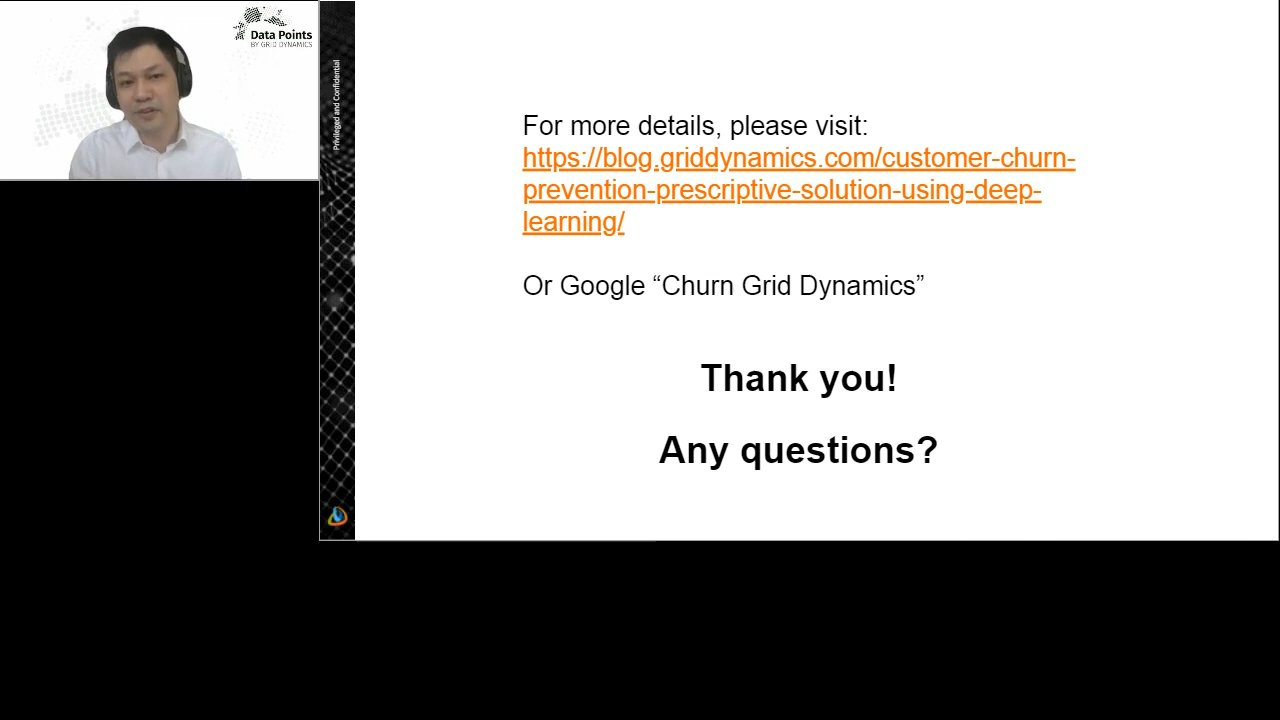 Data Points
BY GRID DYNAMICS
Privileged and Confidential
For more details, please visit:
https://blog.griddynamics.com/customer-churn-
prevention-prescriptive-solution-using-deep-
learning/
Or Google “Churn Grid Dynamics”
Thank you!
Any questions?